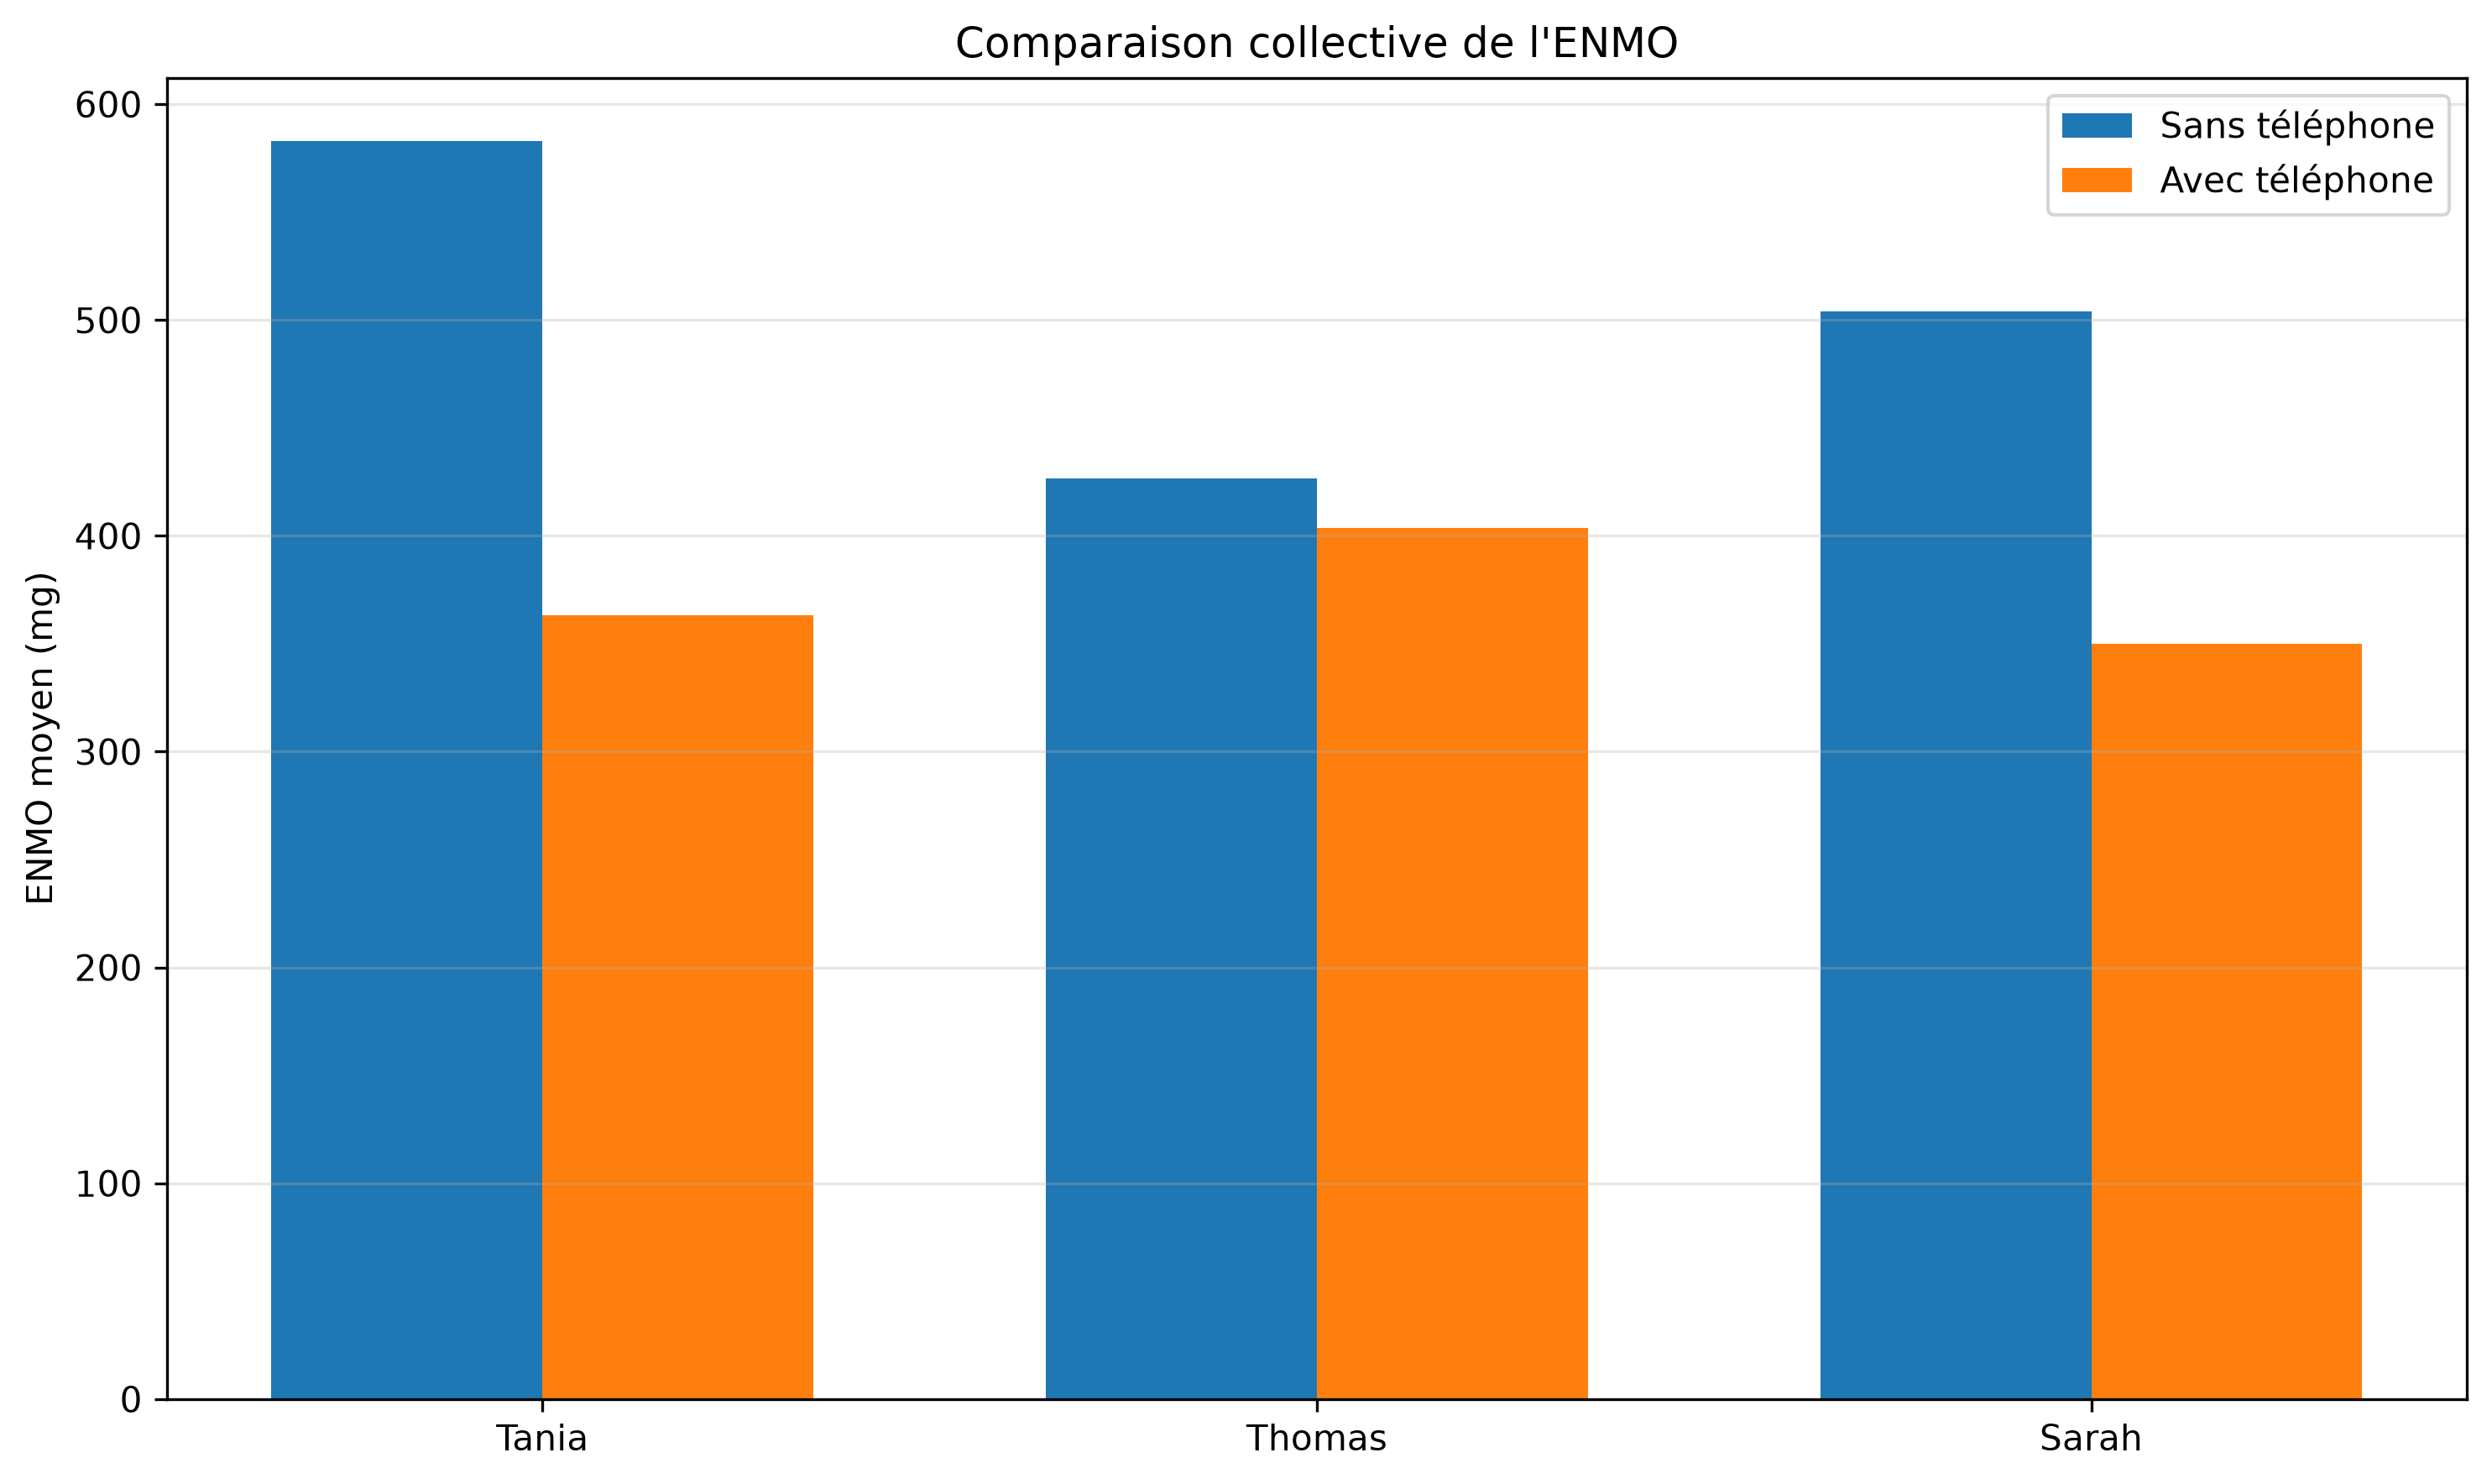 Comparaison collective de l'ENMO
Sans téléphone
Avec téléphone
ENMO moyen (mg)
600
500
400
300
200
100
0
Tania
Thomas
Sarah